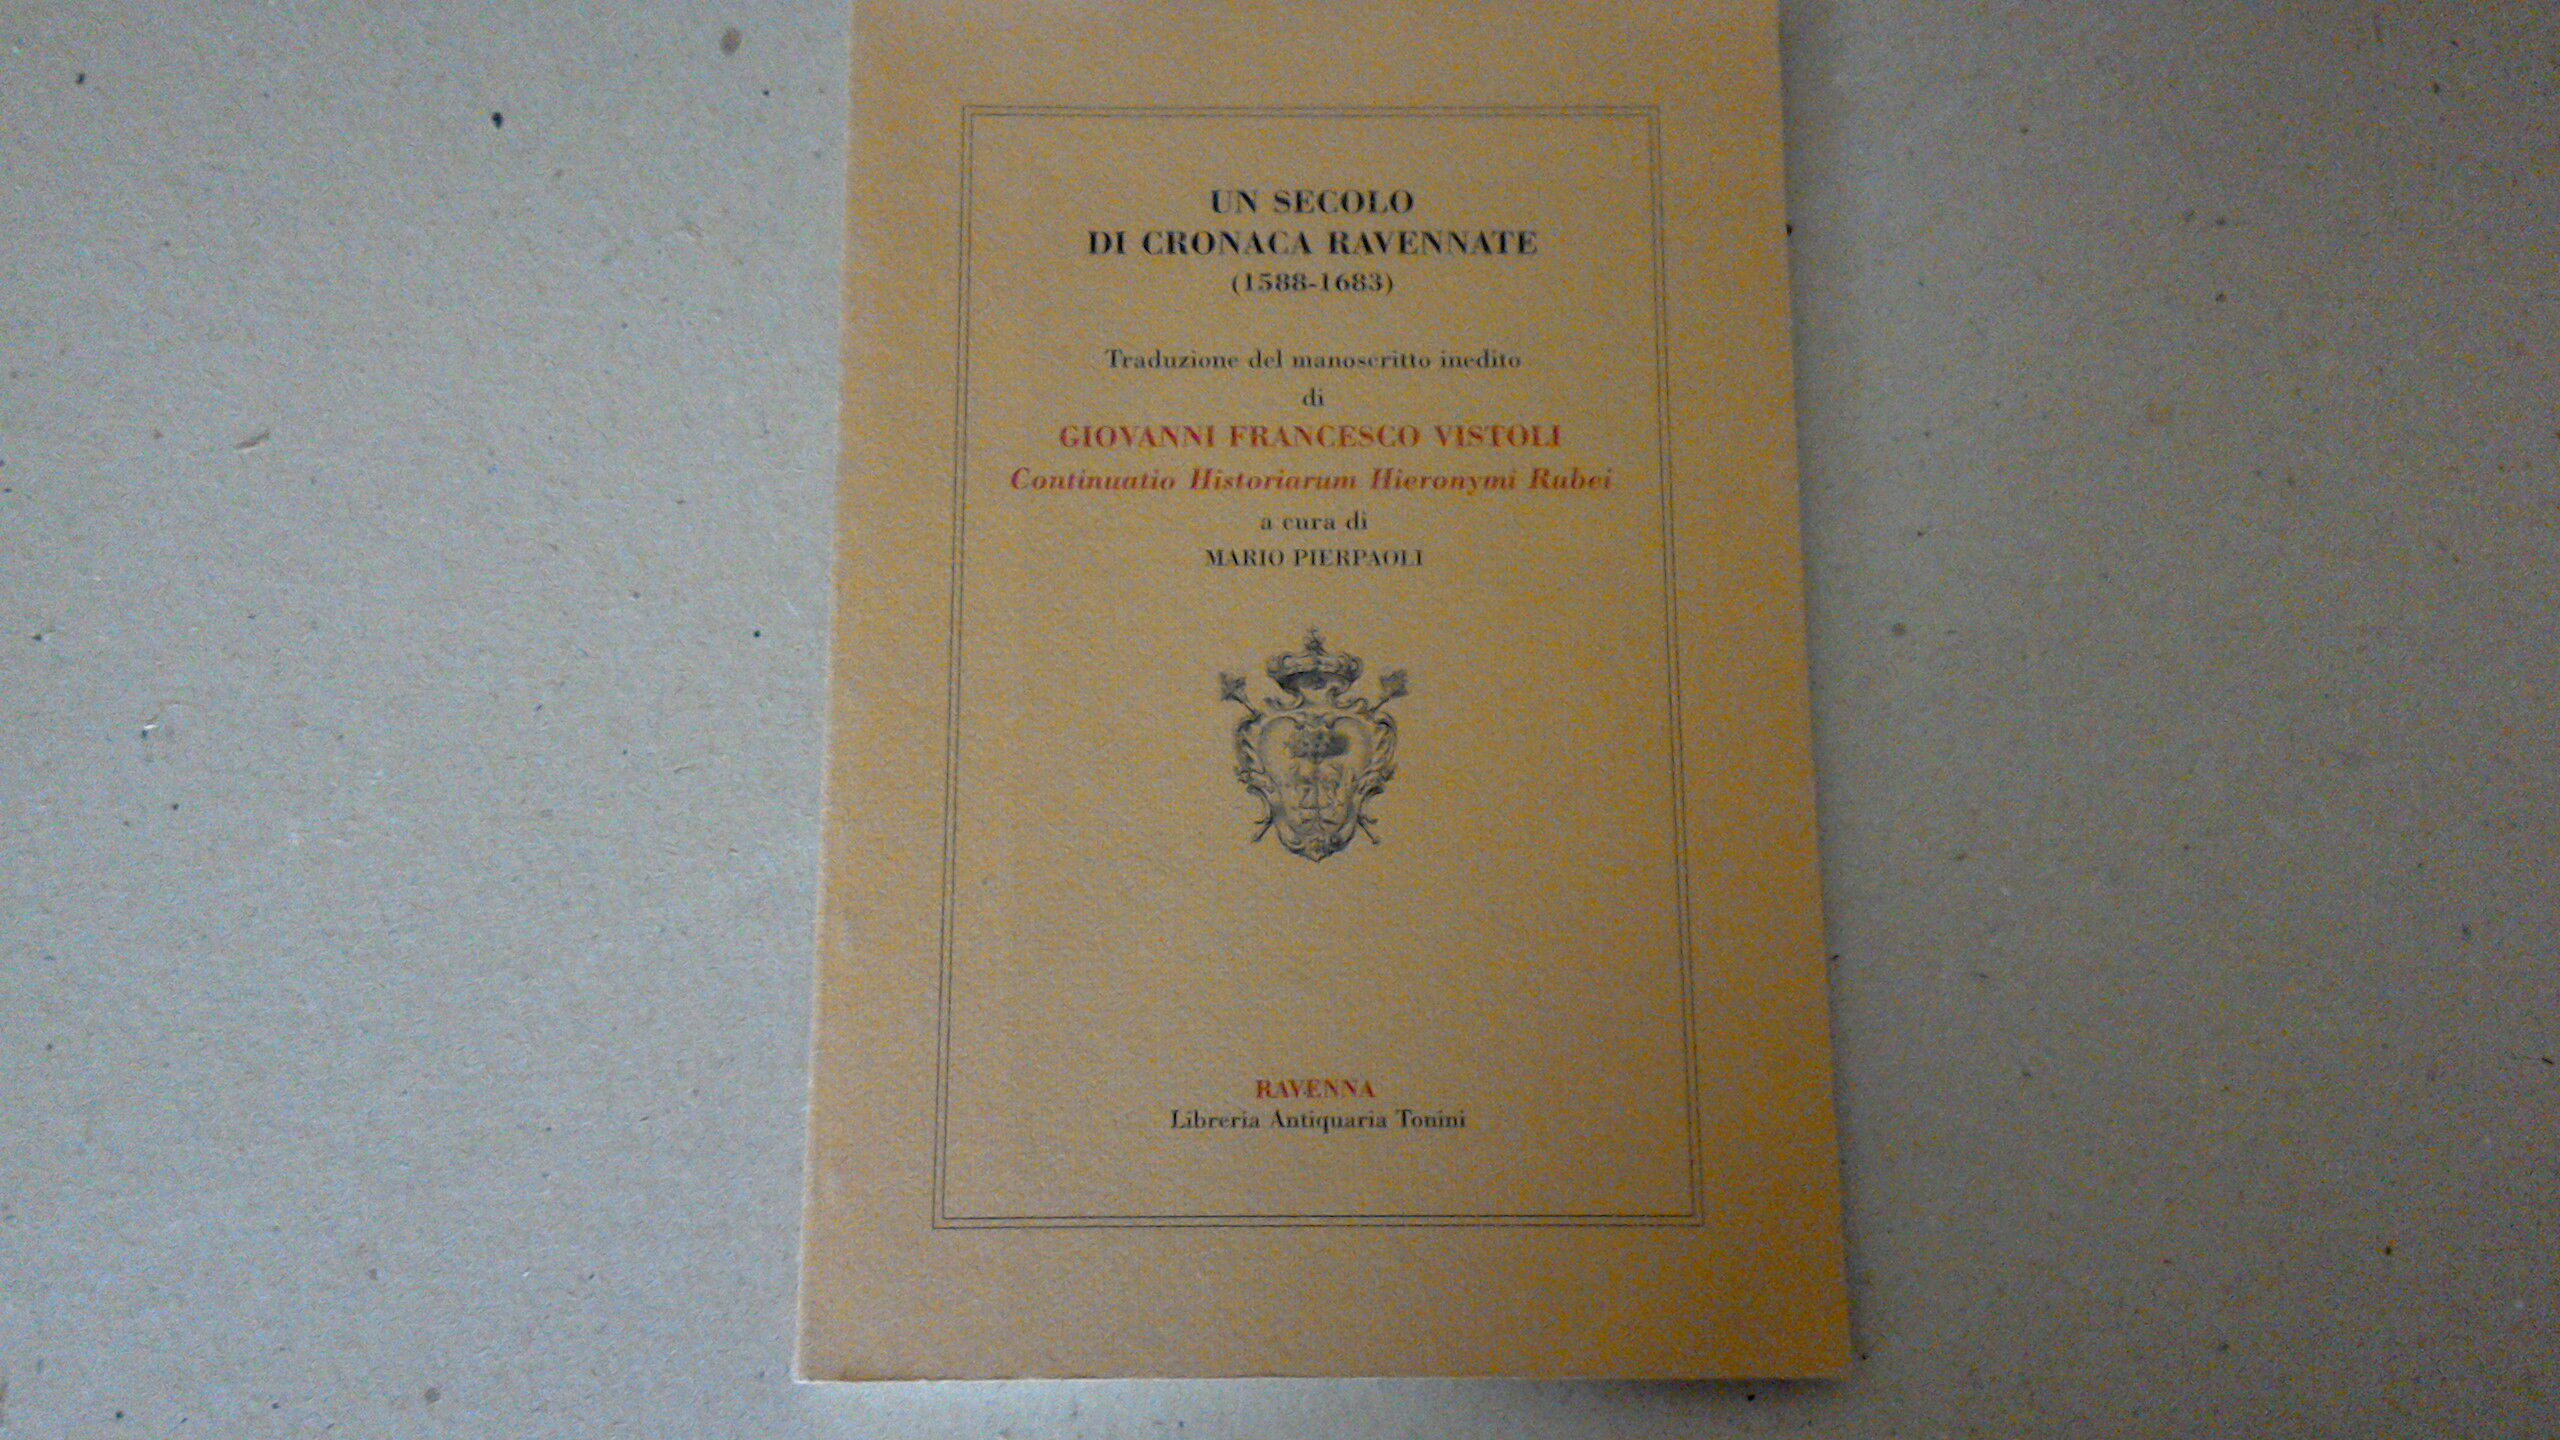 UN SECOLO
DI CRONACA RAVENNATE
(1588-1683)
Traduzione del manoscritto inedito
di
GIOVANNI FRANCESCO VISTOLI
Continuatio Historiarum Hieronymi Rubei
a cura di
MARIO PIERPAOLI
RAVENNA
Libreria Antiquaria Tonini